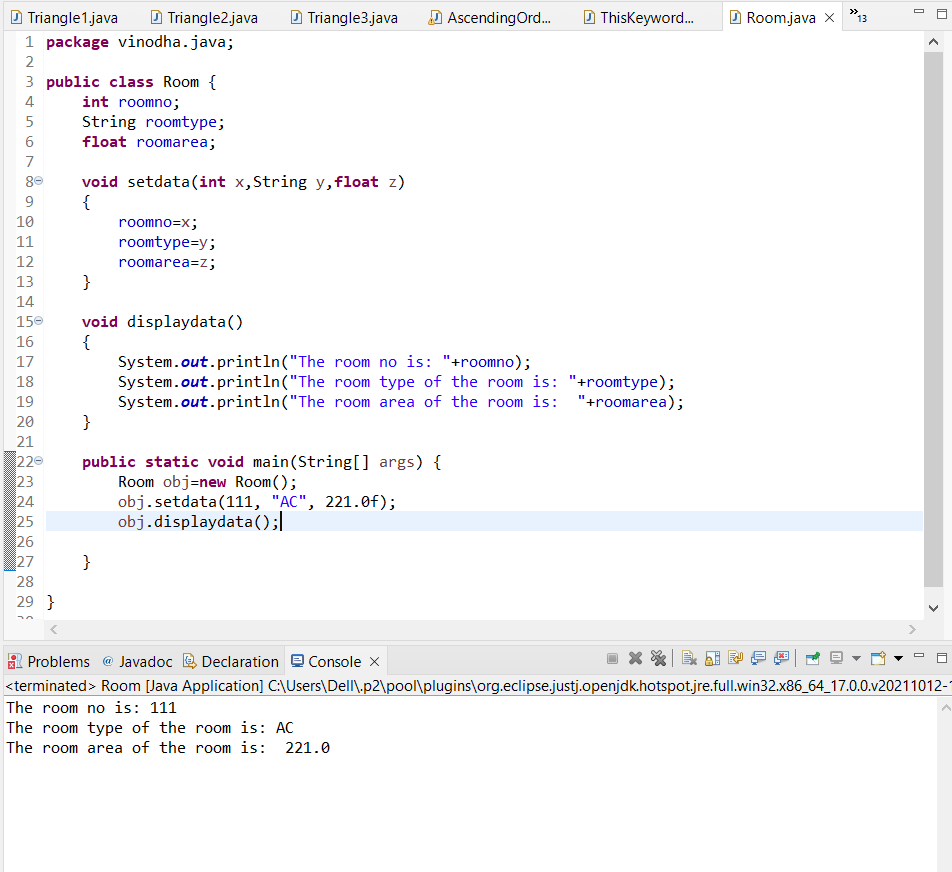 Triangle1.java Triangle2.java Triangle3.java AscendingOrd... ThisKeyword... Room.java 13
1 package vinodha.java;
2
3 public class Room {
4     int roomno;
5     String roomtype;
6     float roomarea;
7
8     void setdata(int x,String y,float z)
9     {
10         roomno=x;
11         roomtype=y;
12         roomarea=z;
13     }
14
15     void displaydata()
16     {
17         System.out.println("The room no is: "+roomno);
18         System.out.println("The room type of the room is: "+roomtype);
19         System.out.println("The room area of the room is:  "+roomarea);
20     }
21
22     public static void main(String[] args) {
23         Room obj=new Room();
24         obj.setdata(111, "AC", 221.0f);
25         obj.displaydata();
26
27     }
28
29 }
Problems @ Javadoc Declaration Console
<terminated> Room [Java Application] C:\Users\Dell\.p2\pool\plugins\org.eclipse.justj.openjdk.hotspot.jre.full.win32.x86_64_17.0.0.v20211012-1
The room no is: 111
The room type of the room is: AC
The room area of the room is:  221.0